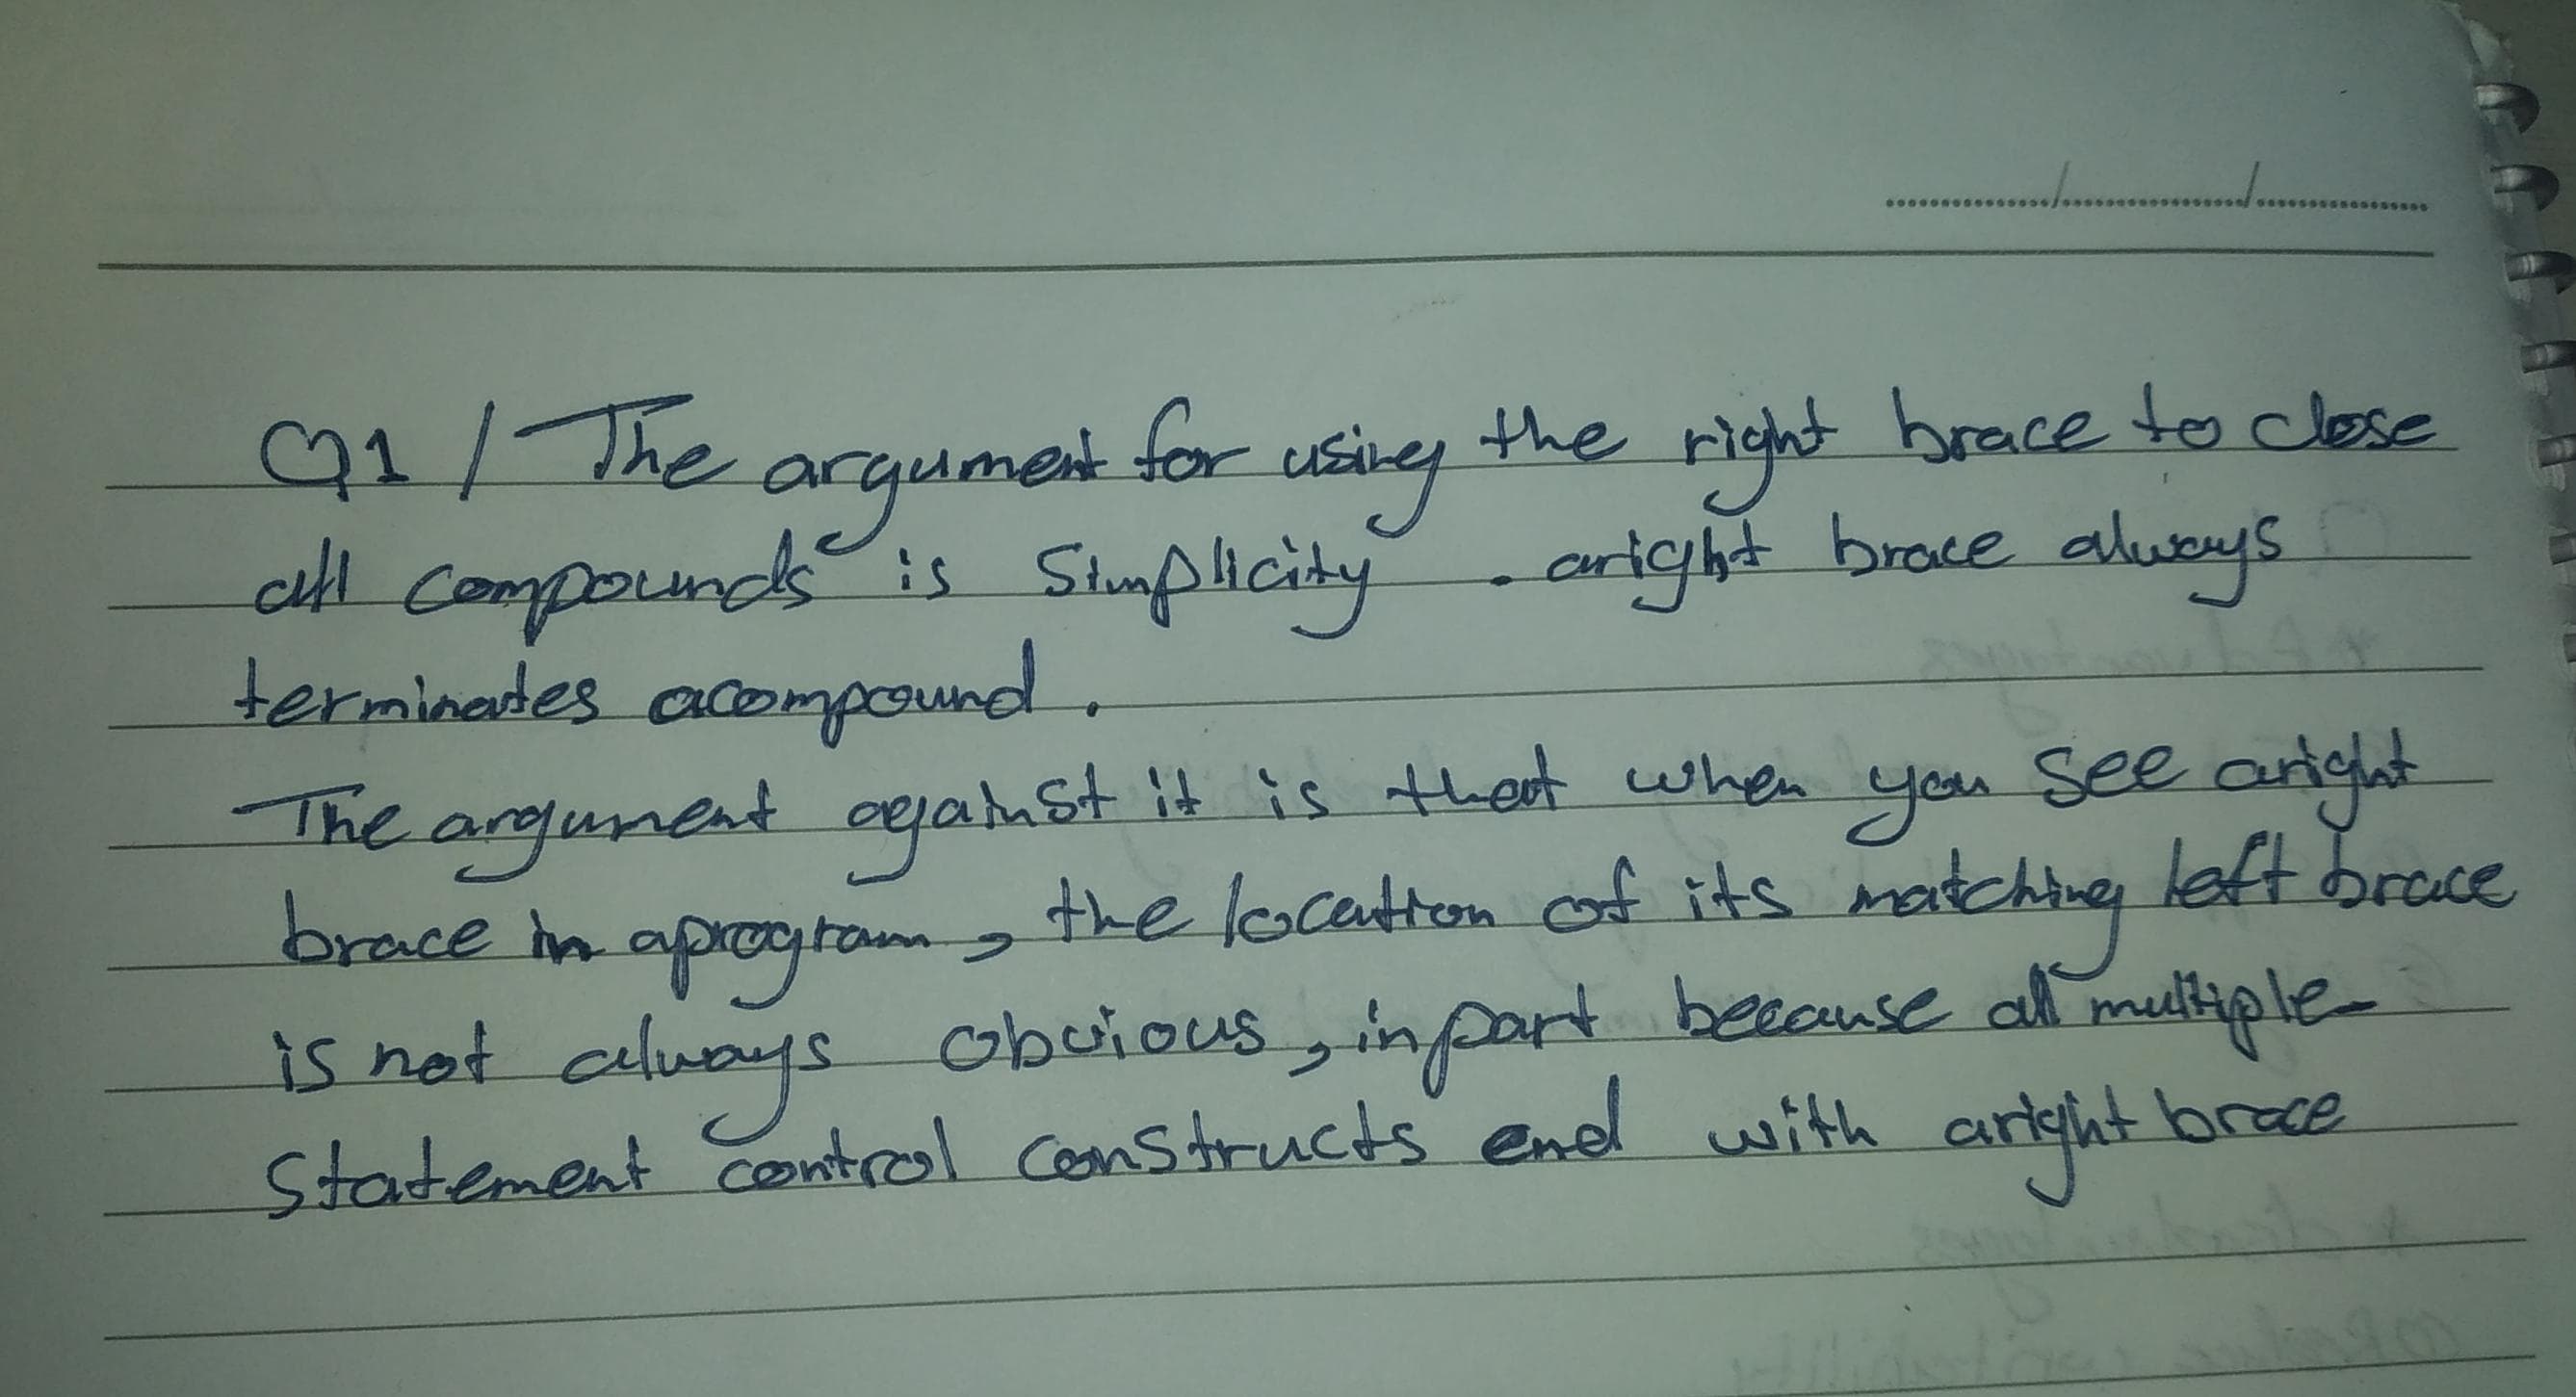 Q1 / The argument for using the right brace to close
all compounds is Simplicity . aright brace always
terminates acompound .
The argument against it is that when you see aright
brace in aprogram , the location of its matching left brace
is not always obvious , inpart because all multiple-
Statement control constructs end with aright brace